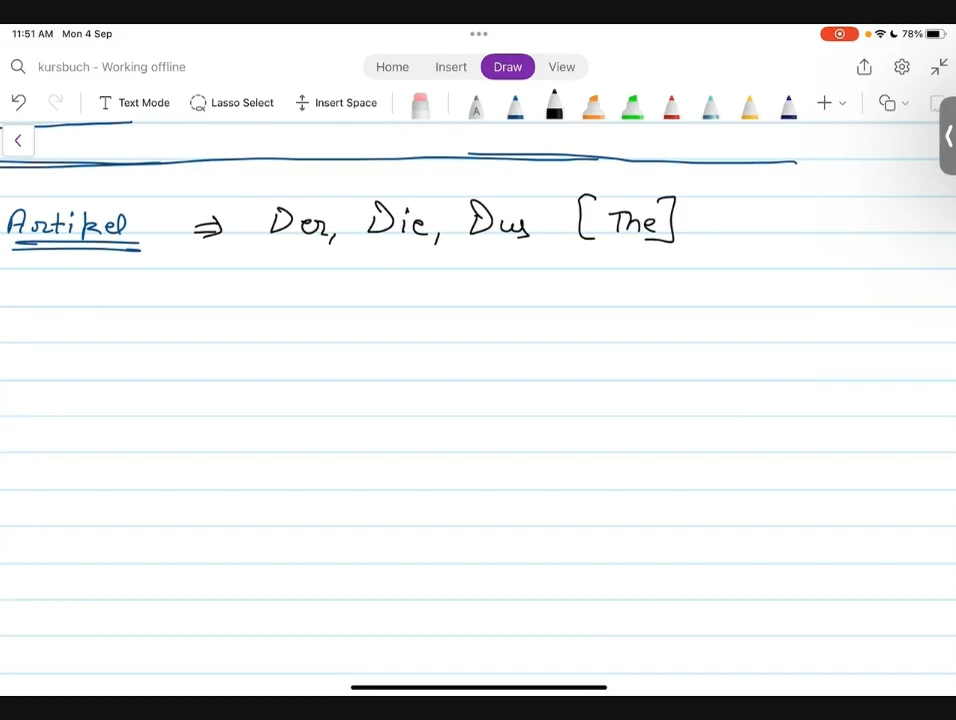 11:51 AM Mon 4 Sep
78%
kursbuch - Working offline
Home Insert Draw View
Text Mode Lasso Select Insert Space
Artikel ⇒ Der, Die, Das [The]